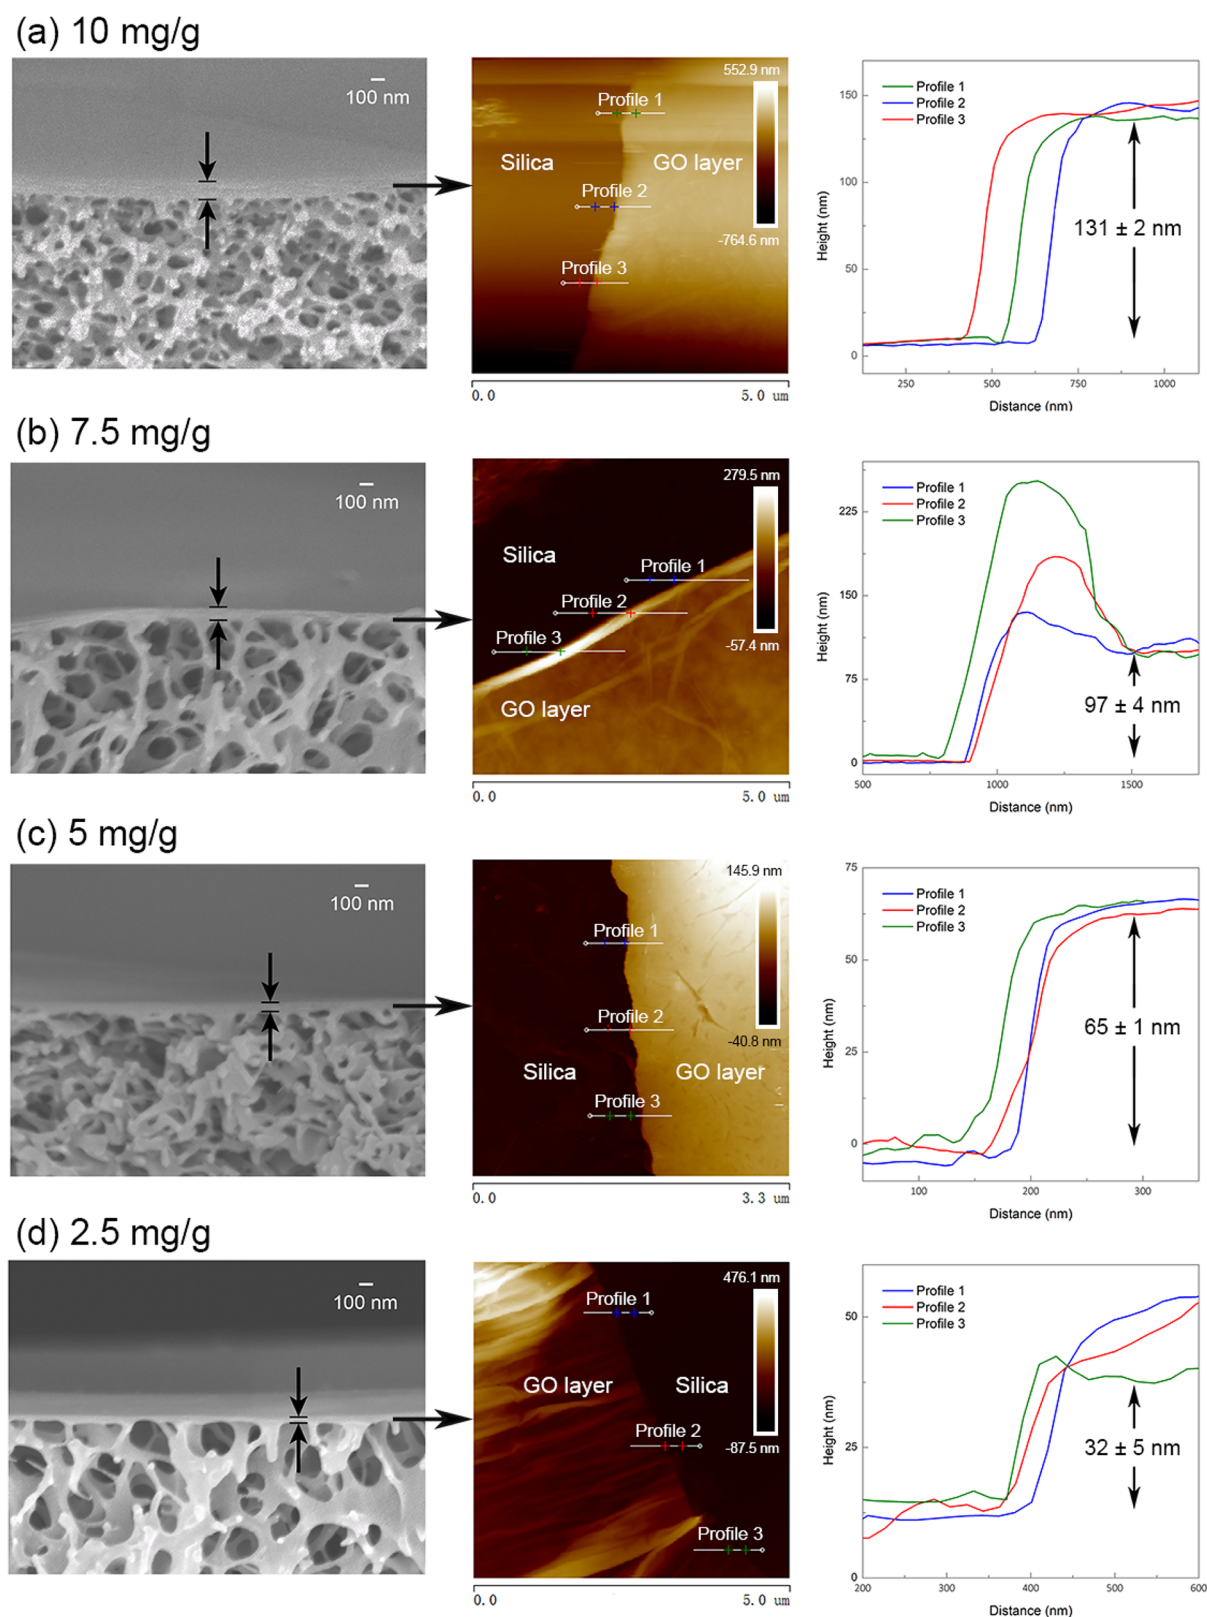 (a) 10 mg/g
100 nm
552.9 nm
Profile 1
Silica
GO layer
Profile 2
-764.6 nm
Profile 3
0.0
5.0 um
Profile 1
Profile 2
Profile 3
150
100
50
0
Height (nm)
131 ± 2 nm
250
500
750
1000
Distance (nm)
(b) 7.5 mg/g
100 nm
279.5 nm
Silica
Profile 1
Profile 2
Profile 3
-57.4 nm
GO layer
0.0
5.0 um
Profile 1
Profile 2
Profile 3
225
150
75
0
Height (nm)
97 ± 4 nm
500
1000
1500
Distance (nm)
(c) 5 mg/g
100 nm
145.9 nm
Profile 1
Profile 2
-40.8 nm
Silica
GO layer
Profile 3
0.0
3.3 um
75
Profile 1
Profile 2
Profile 3
50
25
0
Height (nm)
65 ± 1 nm
100
200
300
Distance (nm)
(d) 2.5 mg/g
100 nm
476.1 nm
Profile 1
GO layer
Silica
Profile 2
-87.5 nm
Profile 3
0.0
5.0 um
Profile 1
Profile 2
Profile 3
50
25
0
Height (nm)
32 ± 5 nm
200
300
400
500
600
Distance (nm)